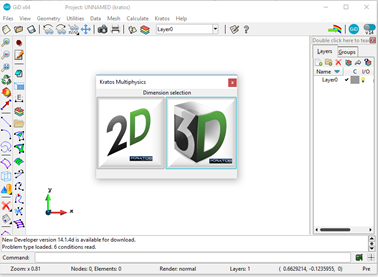 GiD x64 Project: UNNAMED (kratos)
Files View Geometry Utilities Data Mesh Calculate Kratos Help
Layer0
GiD
v14
Double click here to tea
Layers Groups
Name C I/O
Layer0
Kratos Multiphysics
Dimension selection
2D
KRATOS
3D
KRATOS
y
x
New Developer version 14.1.4d is available for download.
Problem type loaded. 6 conditions read.
Command:
Zoom: x 0.81 Nodes: 0, Elements: 0 Render: normal Layers: 1 ( 0.6629214, -0.1235955, 0) Pre